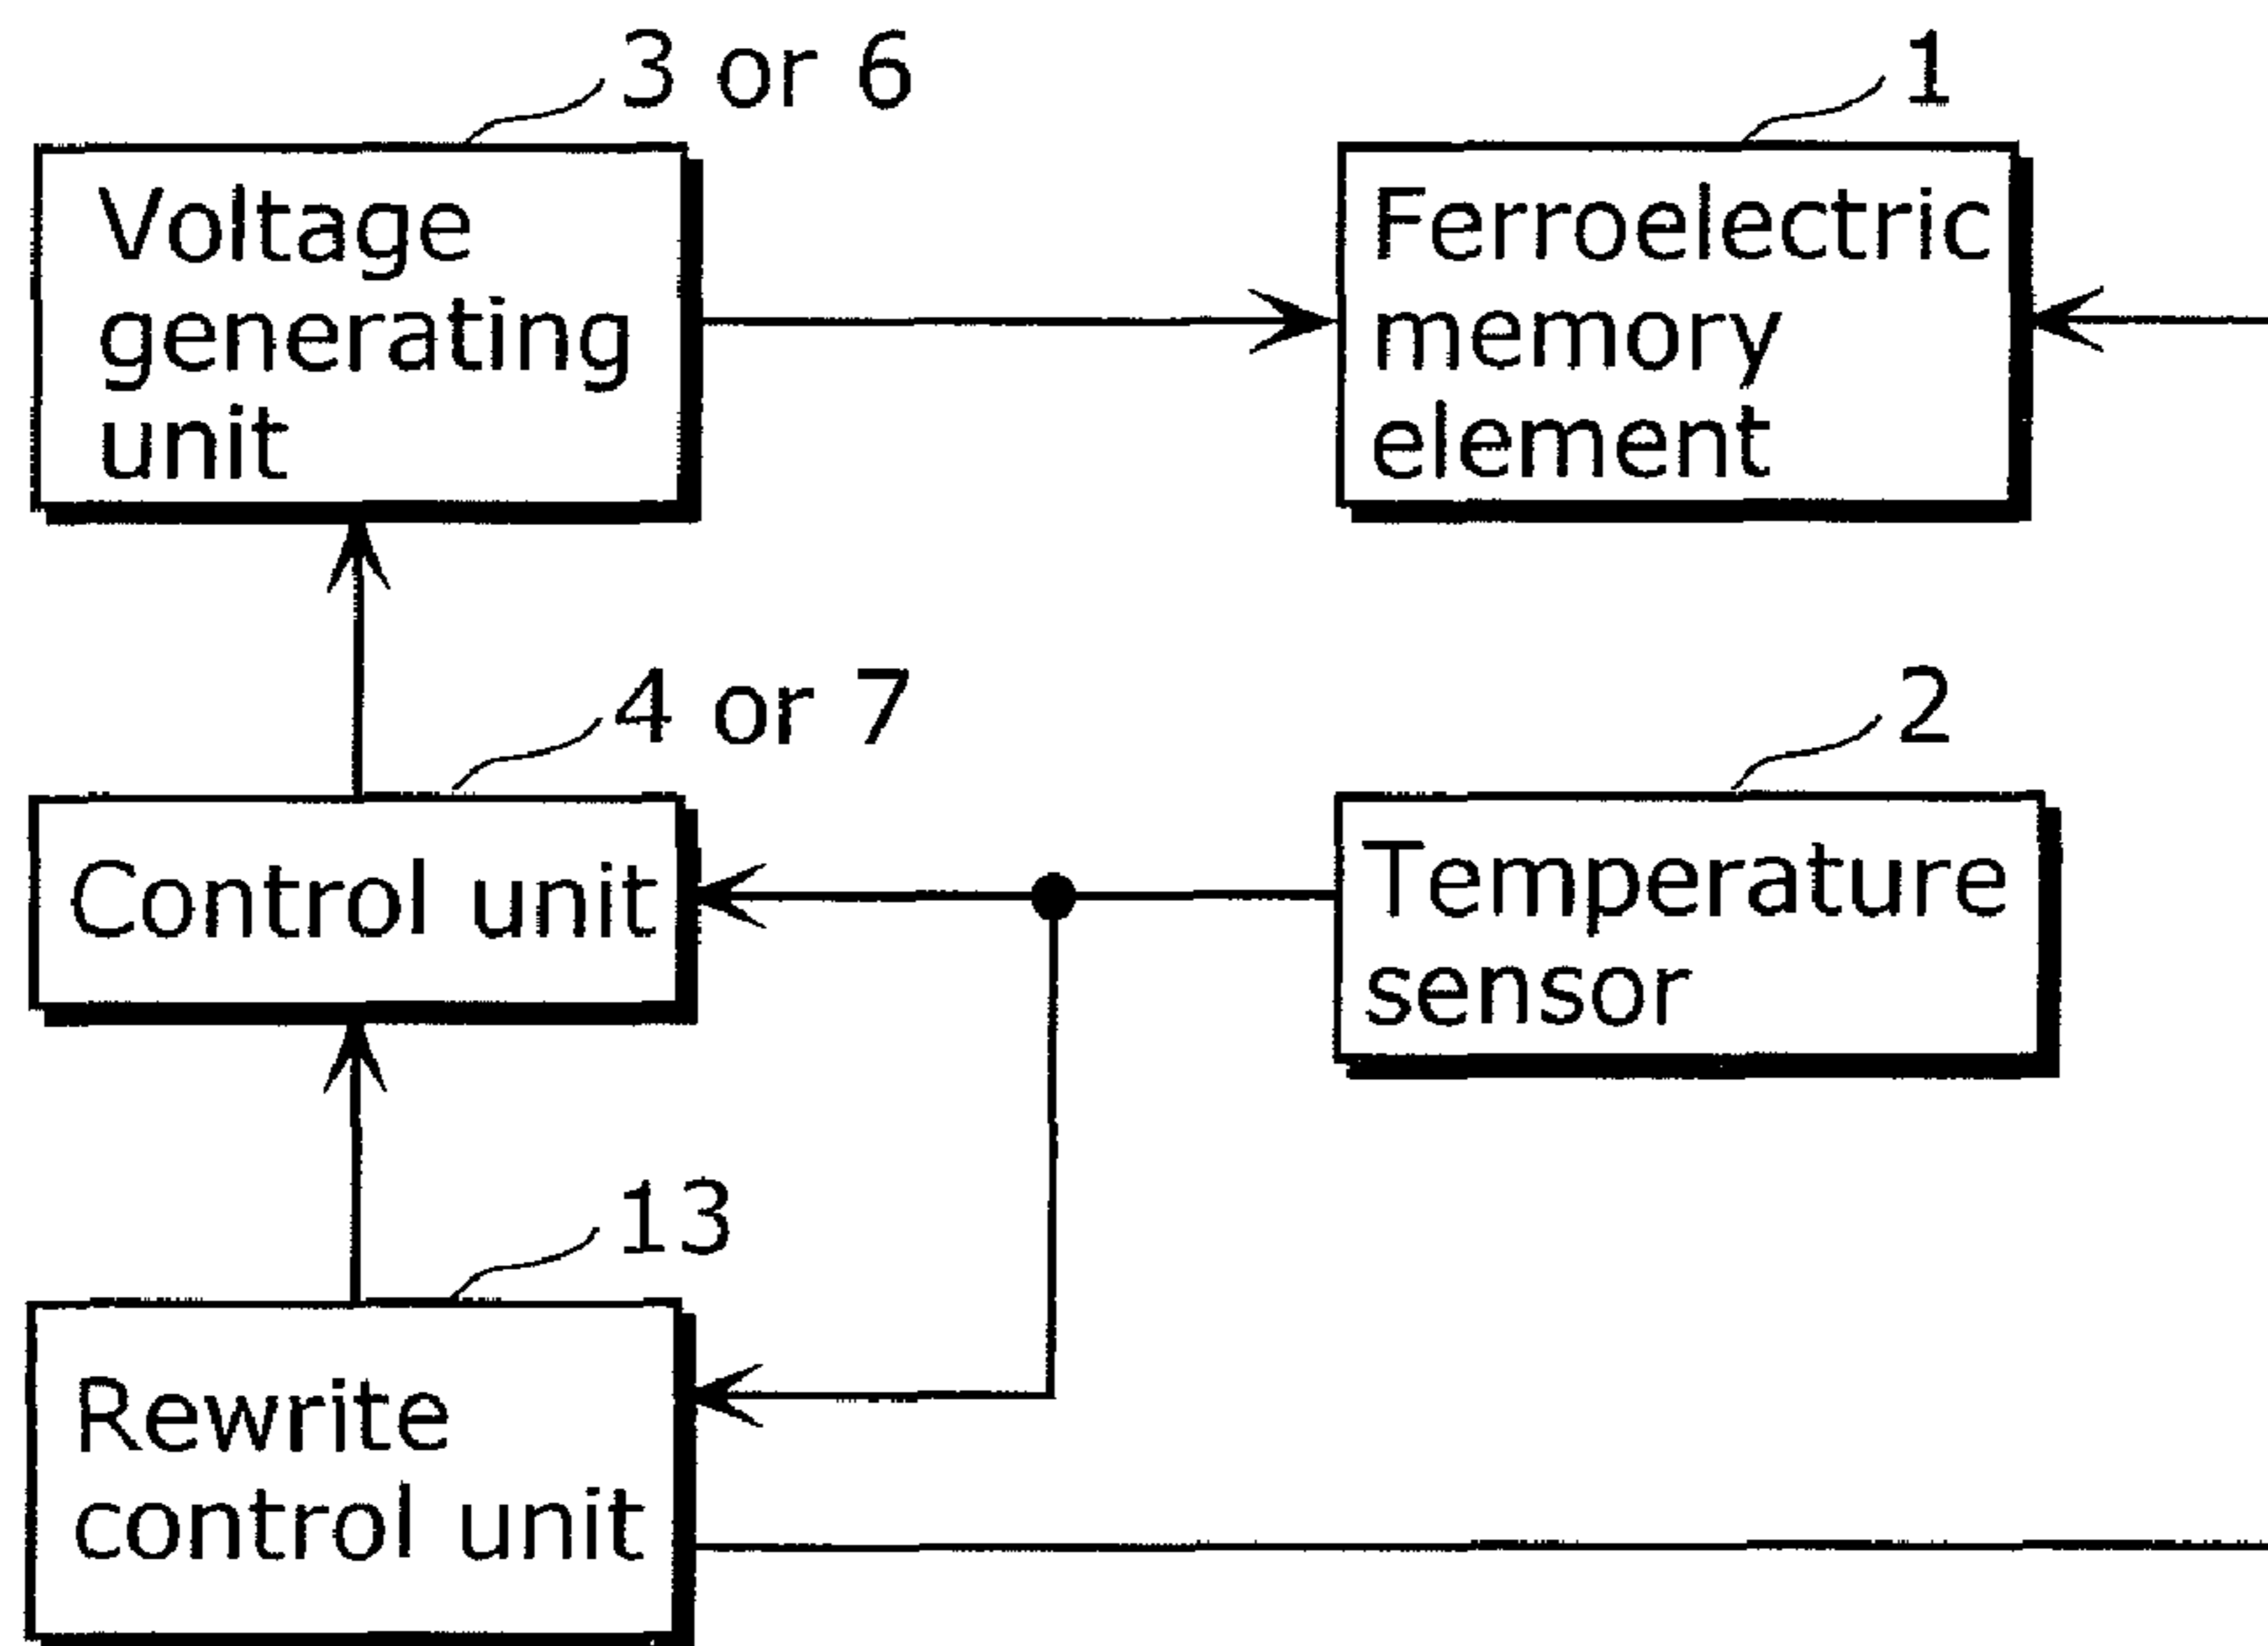 3 or 6
Voltage
generating
unit
1
Ferroelectric
memory
element
4 or 7
Control unit
2
Temperature
sensor
13
Rewrite
control unit